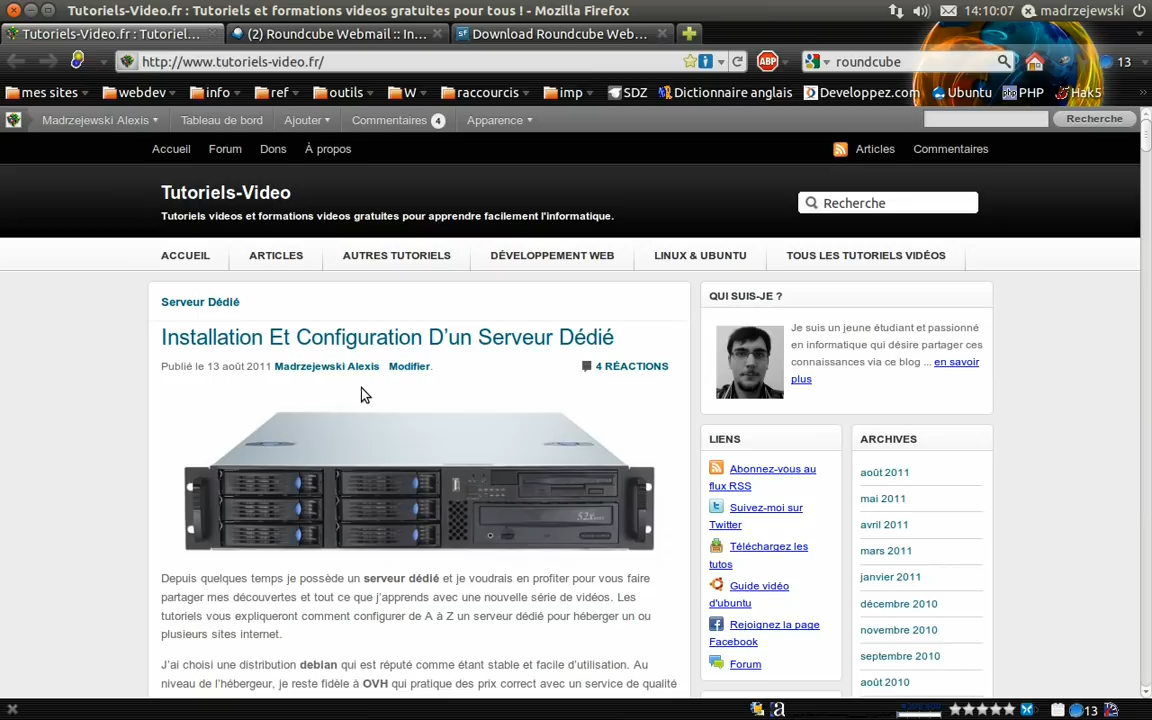 Tutoriels-Video.fr : Tutoriels et formations videos gratuites pour tous ! - Mozilla Firefox
14:10:07 madrzejewski
Tutoriels-Video.fr : Tutoriel...
(2) Roundcube Webmail :: In...
Download Roundcube Web...
http://www.tutoriels-video.fr/
ABP
roundcube
13
mes sites
webdev
info
ref
outils
W
raccourcis
imp
SDZ
Dictionnaire anglais
Developpez.com
Ubuntu
PHP
Hak5
Madrzejewski Alexis
Tableau de bord
Ajouter
Commentaires 4
Apparence
Recherche
Accueil
Forum
Dons
À propos
Articles
Commentaires
Tutoriels-Video
Tutoriels videos et formations videos gratuites pour apprendre facilement l'informatique.
Recherche
ACCUEIL
ARTICLES
AUTRES TUTORIELS
DÉVELOPPEMENT WEB
LINUX & UBUNTU
TOUS LES TUTORIELS VIDÉOS
Serveur Dédié
Installation Et Configuration D'un Serveur Dédié
Publié le 13 août 2011 Madrzejewski Alexis Modifier.
4 RÉACTIONS
52x
Depuis quelques temps je possède un serveur dédié et je voudrais en profiter pour vous faire
partager mes découvertes et tout ce que j'apprends avec une nouvelle série de vidéos. Les
tutoriels vous expliqueront comment configurer de A à Z un serveur dédié pour héberger un ou
plusieurs sites internet.
J'ai choisi une distribution debian qui est réputé comme étant stable et facile d'utilisation. Au
niveau de l'hébergeur, je reste fidèle à OVH qui pratique des prix correct avec un service de qualité
QUI SUIS-JE ?
Je suis un jeune étudiant et passionné
en informatique qui désire partager ces
connaissances via ce blog ... en savoir
plus
LIENS
Abonnez-vous au
flux RSS
Suivez-moi sur
Twitter
Téléchargez les
tutos
Guide vidéo
d'ubuntu
Rejoignez la page
Facebook
Forum
ARCHIVES
août 2011
mai 2011
avril 2011
mars 2011
janvier 2011
décembre 2010
novembre 2010
septembre 2010
août 2010
13